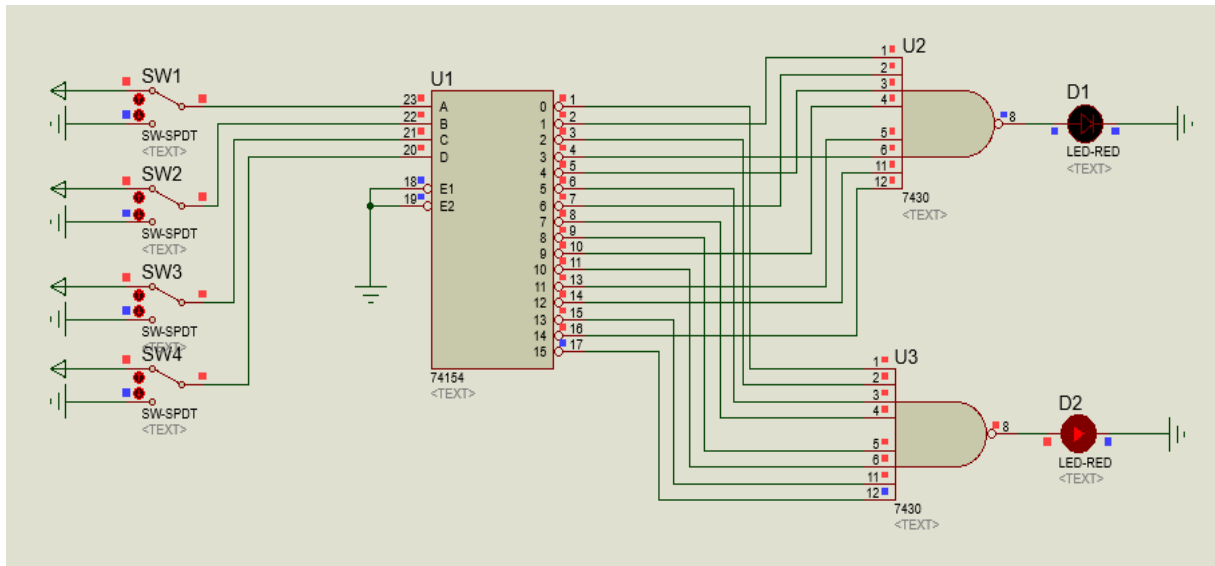 SW1
SW-SPDT
<TEXT>
SW2
SW-SPDT
<TEXT>
SW3
SW-SPDT
<TEXT>
SW4
SW-SPDT
<TEXT>
U1
23 A 0 1
22 B 1 2
21 C 2 3
20 D 3 4
4 5
18 E1 5 6
19 E2 6 7
7 8
8 9
9 10
10 11
11 13
12 14
13 15
14 16
15 17
74154
<TEXT>
U2
1
2
3
4
5
6
11
12
8
7430
<TEXT>
D1
LED-RED
<TEXT>
U3
1
2
3
4
5
6
11
12
8
7430
<TEXT>
D2
LED-RED
<TEXT>